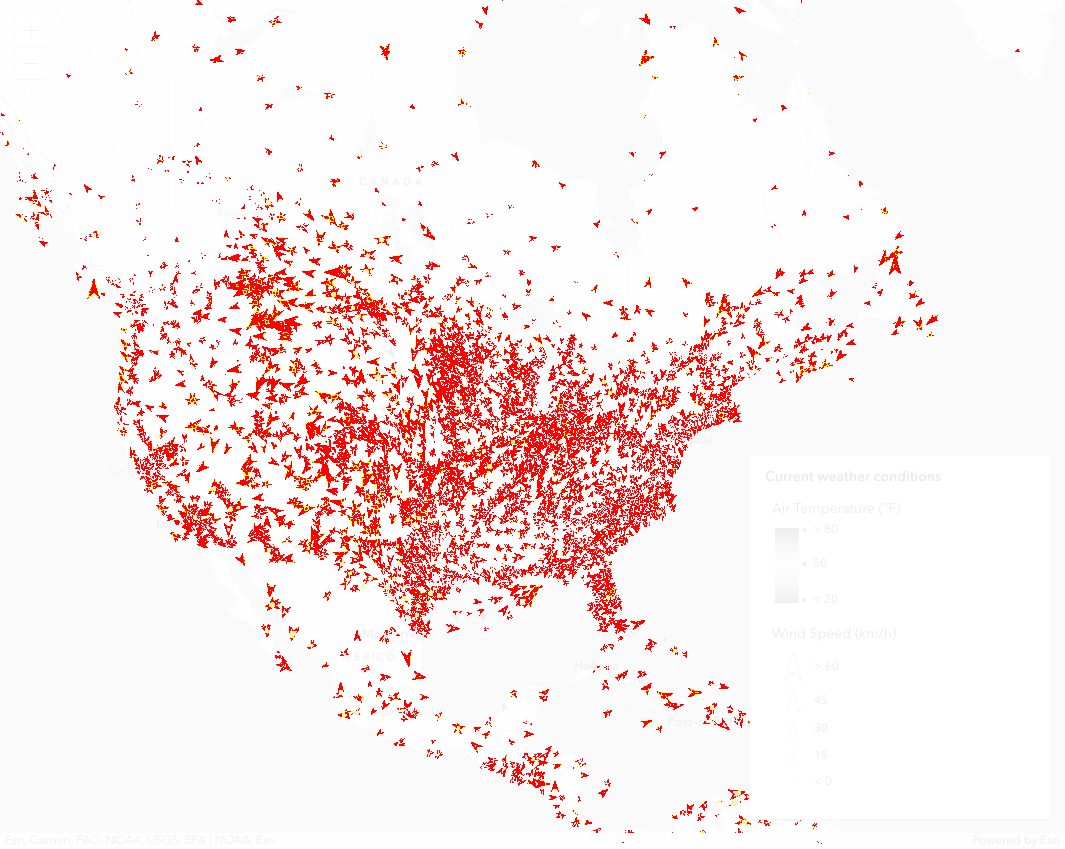 CANADA
Current weather conditions
Air Temperature (°F)
> 80
50
< 20
Wind Speed (km/h)
> 60
45
30
15
< 0
MEXICO
Esri, Garmin, FAO, NOAA, USGS, EPA | NOAA, Esri
Powered by Esri